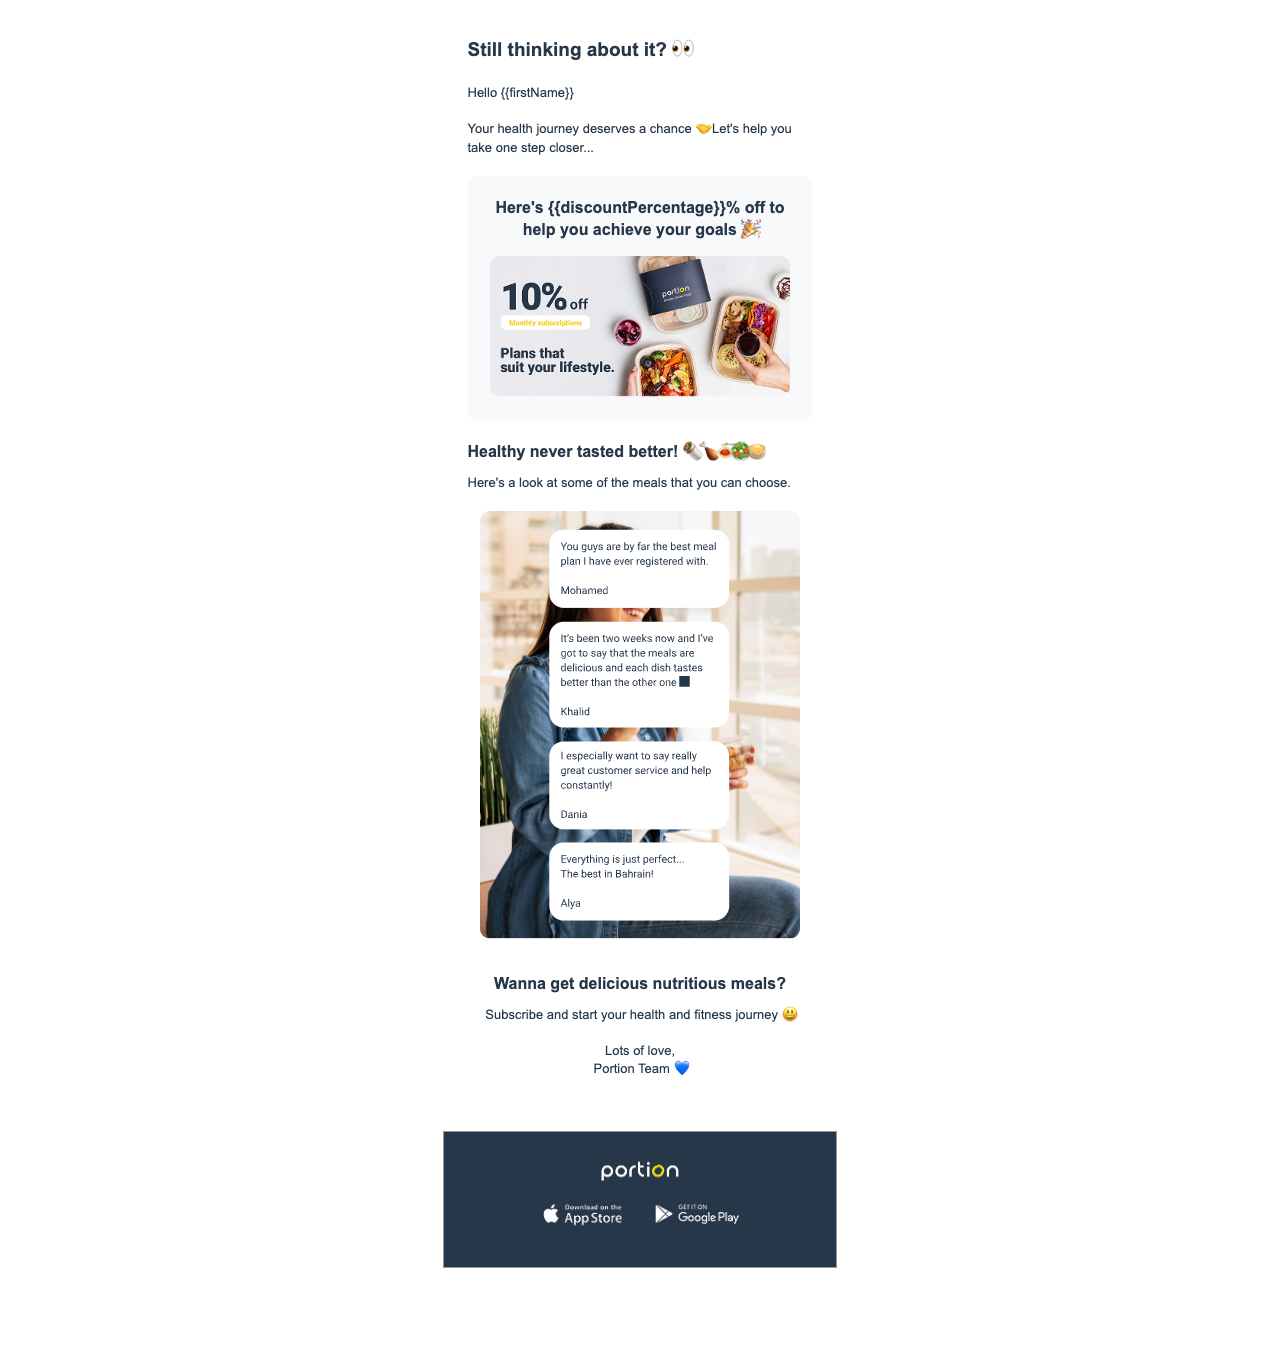 Still thinking about it? 👀
Hello {{firstName}}
Your health journey deserves a chance 🤝Let's help you
take one step closer...
Here's {{discountPercentage}}% off to
help you achieve your goals 🎉
portion
10% off
Monthly subscriptions
Plans that
suit your lifestyle.
Healthy never tasted better! 🌯🍗🍝🥗🥟
Here's a look at some of the meals that you can choose.
You guys are by far the best meal
plan I have ever registered with.
Mohamed
It's been two weeks now and I've
got to say that the meals are
delicious and each dish tastes
better than the other one
Khalid
I especially want to say really
great customer service and help
constantly!
Dania
Everything is just perfect...
The best in Bahrain!
Alya
Wanna get delicious nutritious meals?
Subscribe and start your health and fitness journey 😃
Lots of love,
Portion Team 💙
portion
Download on the
App Store
GET IT ON
Google Play